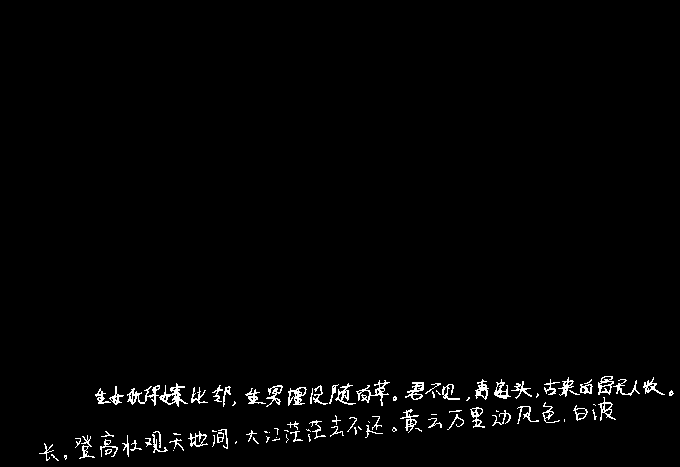 生女犹得嫁比邻，生男埋没随百草。君不见，青海头，古来白骨无人收。
长。登高壮观天地间，大江茫茫去不还。黄云万里动风色，白波